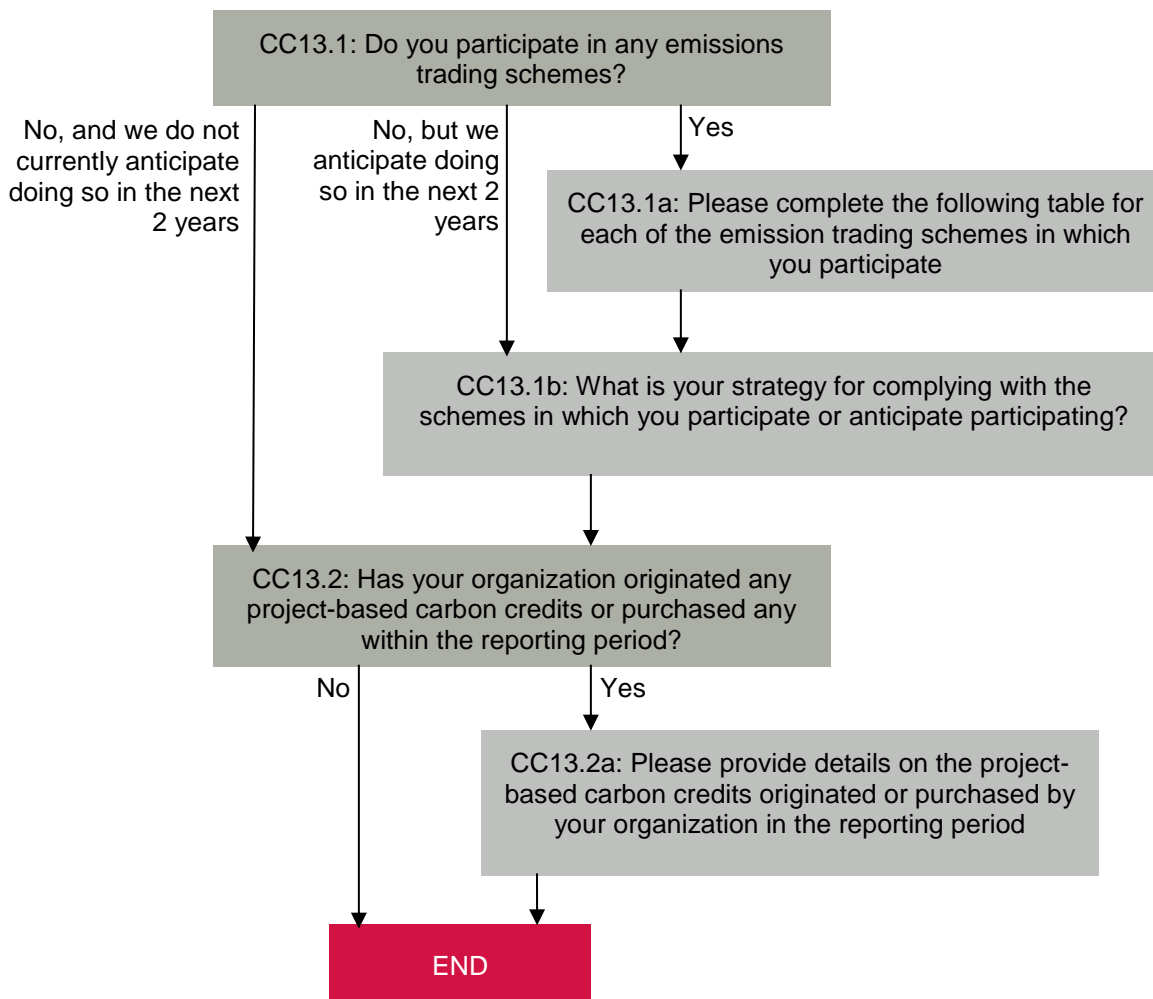 CC13.1: Do you participate in any emissions
trading schemes?
No, and we do not
currently anticipate
doing so in the next
2 years
No, but we
anticipate doing
so in the next 2
years
Yes
CC13.1a: Please complete the following table for
each of the emission trading schemes in which
you participate
CC13.1b: What is your strategy for complying with the
schemes in which you participate or anticipate participating?
CC13.2: Has your organization originated any
project-based carbon credits or purchased any
within the reporting period?
No
Yes
CC13.2a: Please provide details on the project-
based carbon credits originated or purchased by
your organization in the reporting period
END